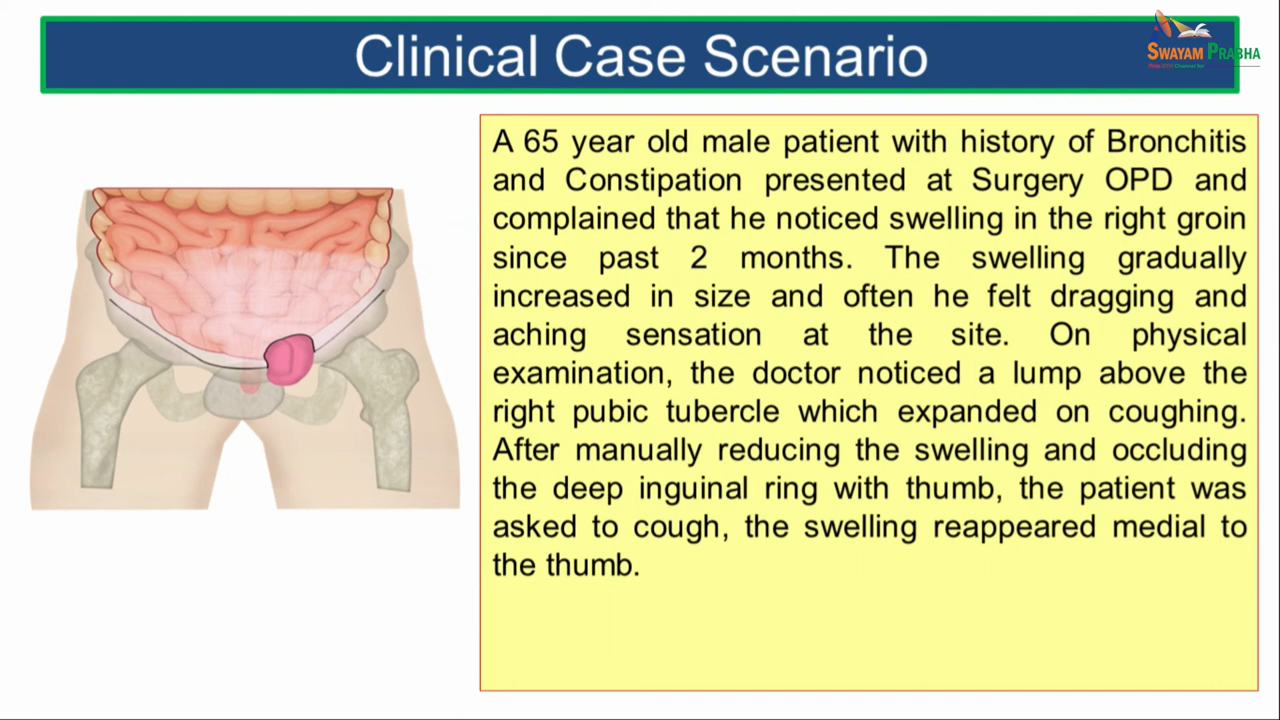 Clinical Case Scenario
SWAYAM PRABHA
A 65 year old male patient with history of Bronchitis
and Constipation presented at Surgery OPD and
complained that he noticed swelling in the right groin
since past 2 months. The swelling gradually
increased in size and often he felt dragging and
aching sensation at the site. On physical
examination, the doctor noticed a lump above the
right pubic tubercle which expanded on coughing.
After manually reducing the swelling and occluding
the deep inguinal ring with thumb, the patient was
asked to cough, the swelling reappeared medial to
the thumb.